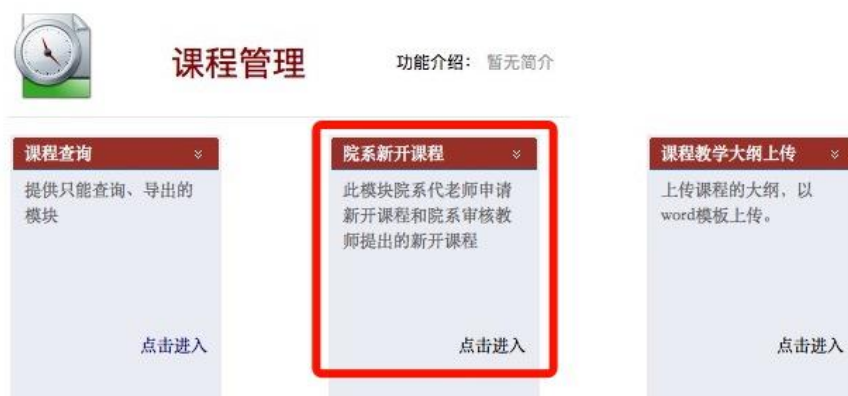 课程管理
功能介绍： 暂无简介
课程查询
提供只能查询、导出的
模块
点击进入
院系新开课程
此模块院系代老师申请
新开课程和院系审核教
师提出的新开课程
点击进入
课程教学大纲上传
上传课程的大纲，以
word模板上传。
点击进入